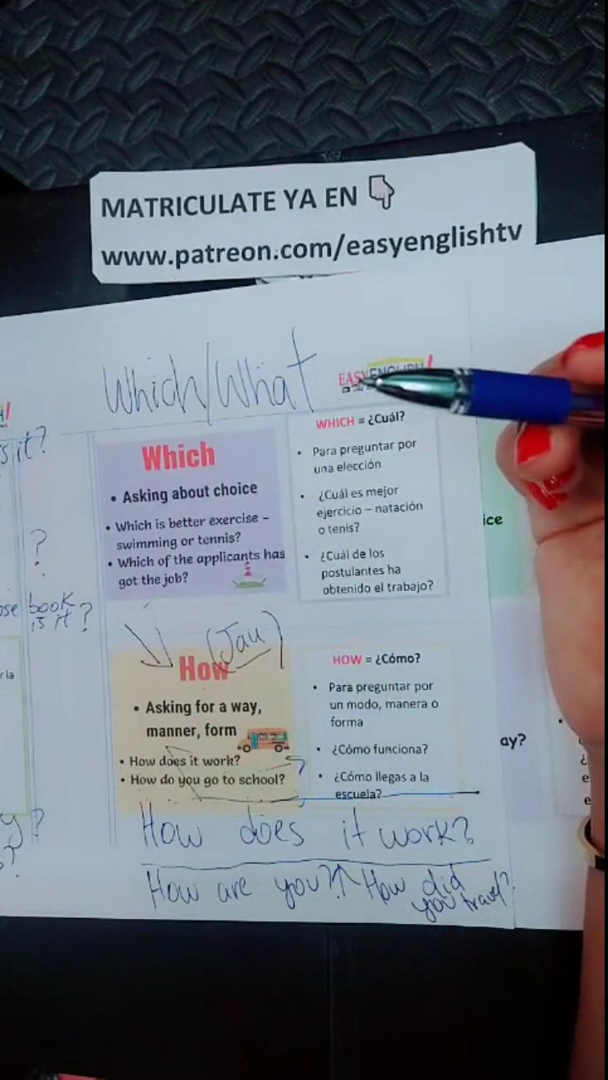 MATRICULATE YA EN
www.patreon.com/easyenglishtv
Which/What
EASY ENGLISH!
s it?
?
book
is it?
Which
• Asking about choice
• Which is better exercise –
swimming or tennis?
• Which of the applicants has
got the job?
WHICH = ¿Cuál?
• Para preguntar por
una elección
• ¿Cuál es mejor
ejercicio – natación
o tenis?
• ¿Cuál de los
postulantes ha
obtenido el trabajo?
ice
(Jau)
How
• Asking for a way,
manner, form
• How does it work?
• How do you go to school?
HOW = ¿Cómo?
• Para preguntar por
un modo, manera o
forma
• ¿Cómo funciona?
• ¿Cómo llegas a la
escuela?
r la
ay?
How does it work?
How are you? How did
you travel?
y?
?